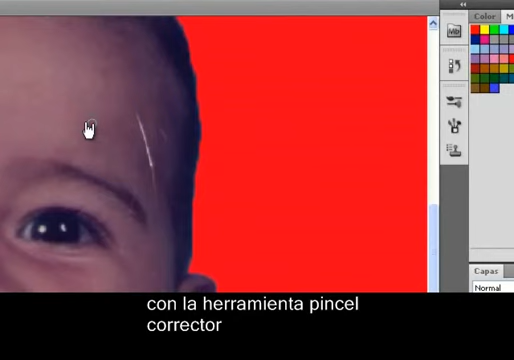 Color
Capas
Normal
con la herramienta pincel
corrector